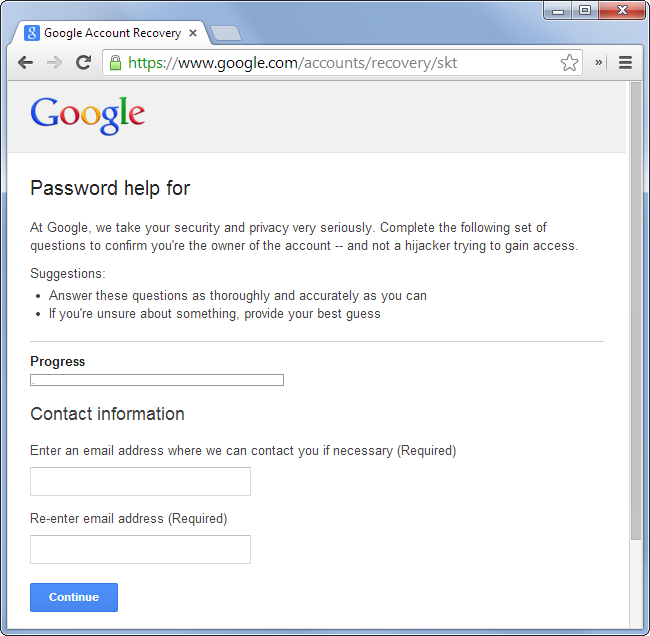 Google Account Recovery
https://www.google.com/accounts/recovery/skt
Google
Password help for
At Google, we take your security and privacy very seriously. Complete the following set of
questions to confirm you're the owner of the account -- and not a hijacker trying to gain access.
Suggestions:
Answer these questions as thoroughly and accurately as you can
If you're unsure about something, provide your best guess
Progress
Contact information
Enter an email address where we can contact you if necessary (Required)
Re-enter email address (Required)
Continue